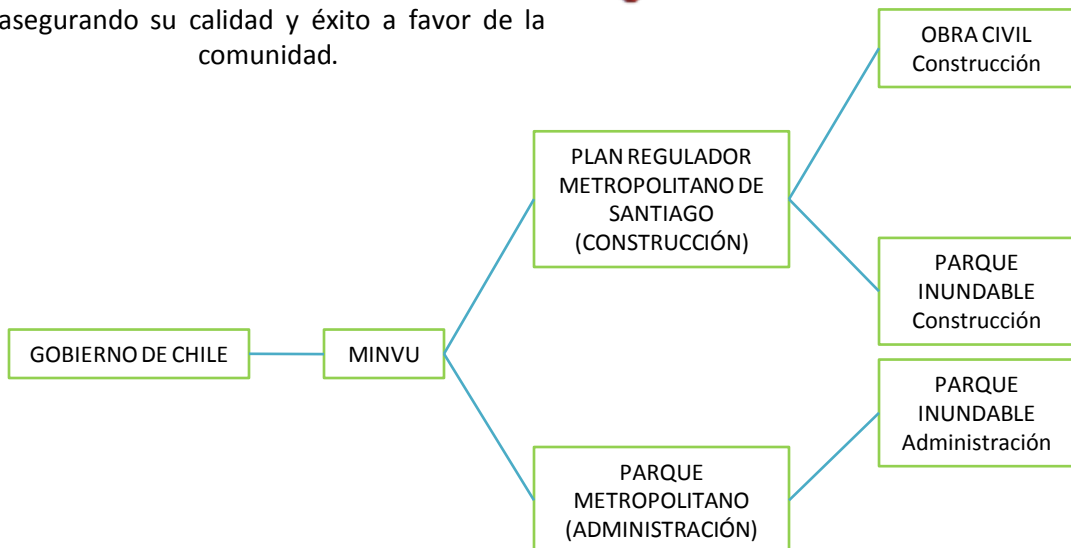 asegurando su calidad y éxito a favor de la
comunidad.
OBRA CIVIL
Construcción
PLAN REGULADOR
METROPOLITANO DE
SANTIAGO
(CONSTRUCCIÓN)
PARQUE
INUNDABLE
Construcción
GOBIERNO DE CHILE
MINVU
PARQUE
INUNDABLE
Administración
PARQUE
METROPOLITANO
(ADMINISTRACIÓN)